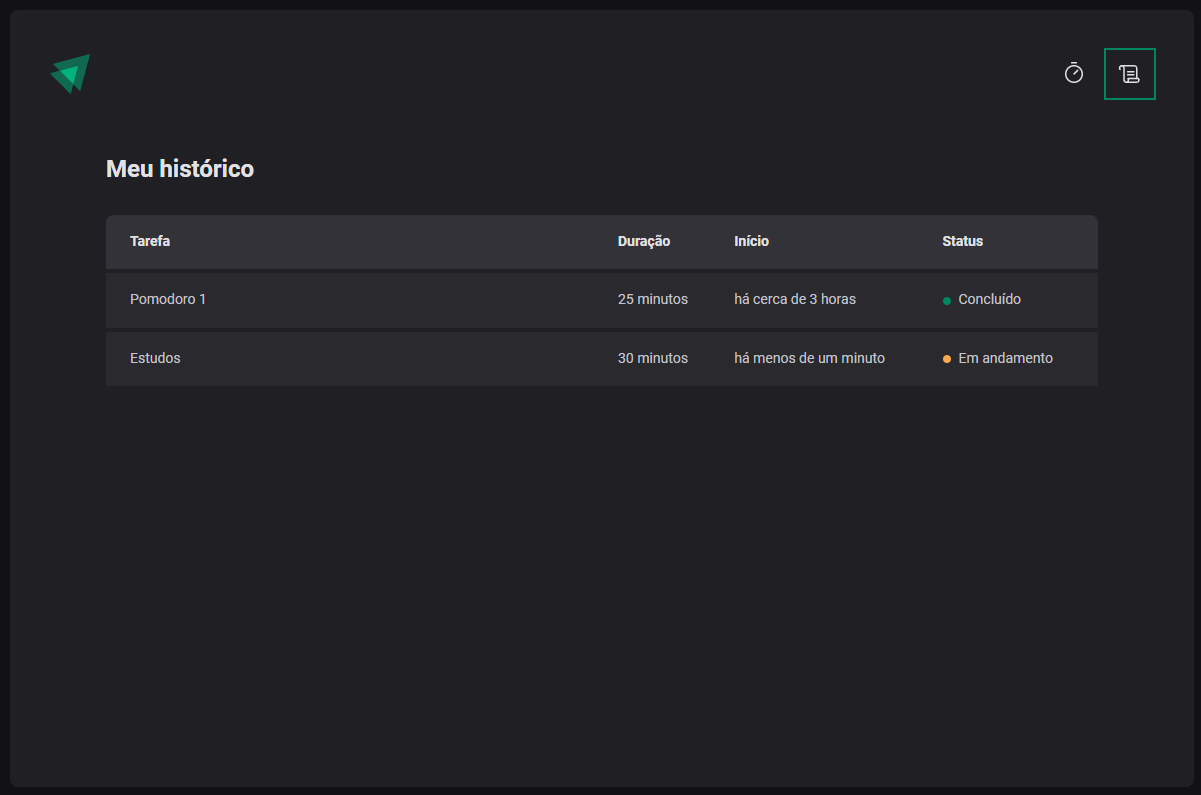 Meu histórico
Tarefa Duração Início Status
Pomodoro 1 25 minutos há cerca de 3 horas Concluído
Estudos 30 minutos há menos de um minuto Em andamento